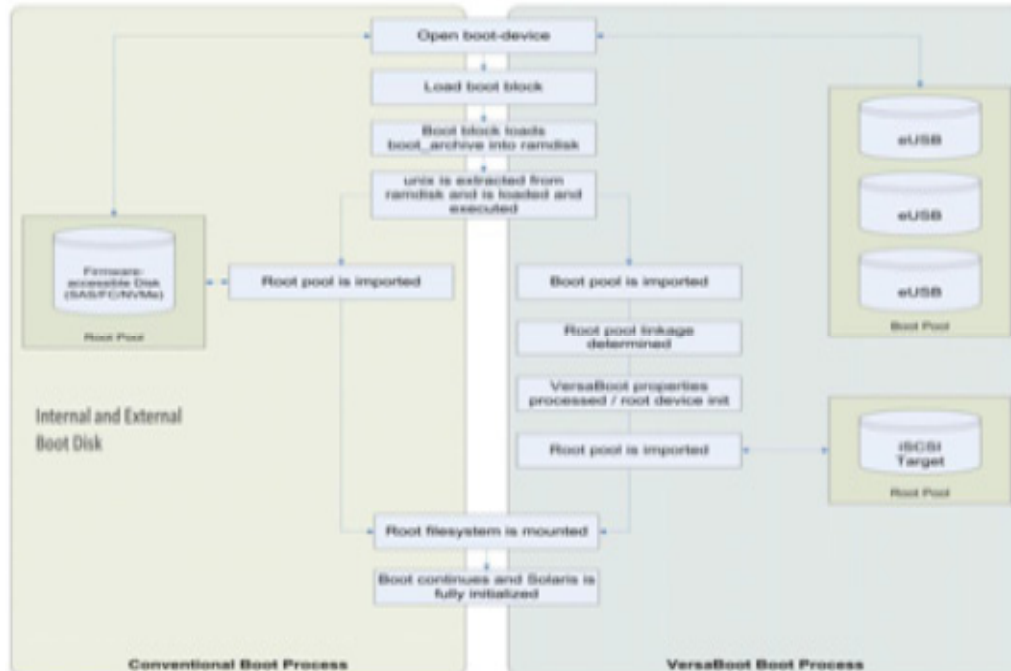 Open boot-device
Load boot block
Boot block loads
boot_archive into ramdisk
unix is extracted from
ramdisk and is loaded and
executed
Firmware-
accessible Disk
(SAS/FC/NVMe)
Root Pool
Root pool is imported
Internal and External
Boot Disk
eUSB
eUSB
eUSB
Boot Pool
Boot pool is imported
Root pool linkage
determined
VersaBoot properties
processed / root device init
Root pool is imported
iSCSI
Target
Root Pool
Root filesystem is mounted
Boot continues and Solaris is
fully initialized
Conventional Boot Process
VersaBoot Boot Process